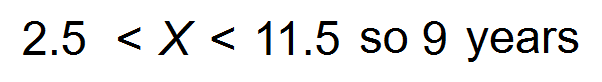 2.5 < X < 11.5 so 9 years